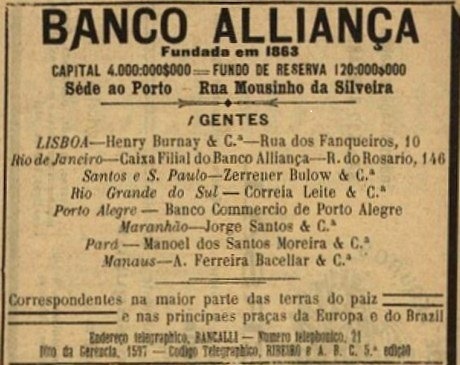 BANCO ALLIANÇA
Fundada em 1863
CAPITAL 4.000:000$000 — FUNDO DE RESERVA 120:000$000
Séde ao Porto - Rua Mousinho da Silveira
GENTES
LISBOA—Henry Burnay & C.ª—Rua dos Fanqueiros, 10
Rio de Janeiro—Caixa Filial do Banco Alliança—R. do Rosario, 146
Santos e S. Paulo—Zerrener Bulow & C.ª
Rio Grande do Sul—Correia Leite & C.ª
Porto Alegre — Banco Commercio de Porto Alegre
Maranhão—Jorge Santos & C.ª
Pará—Manoel dos Santos Moreira & C.ª
Manaus—A. Ferreira Bacellar & C.ª
Correspondentes na maior parte das terras do paiz
e nas principaes praças da Europa e do Brazil
Endereço telegraphico, BANCALLI — Numero telephonico, 21
Dito da Gerencia, 1597 — Codigo Telegraphico, RIBEIRO e A. B. C. 5.ª edição